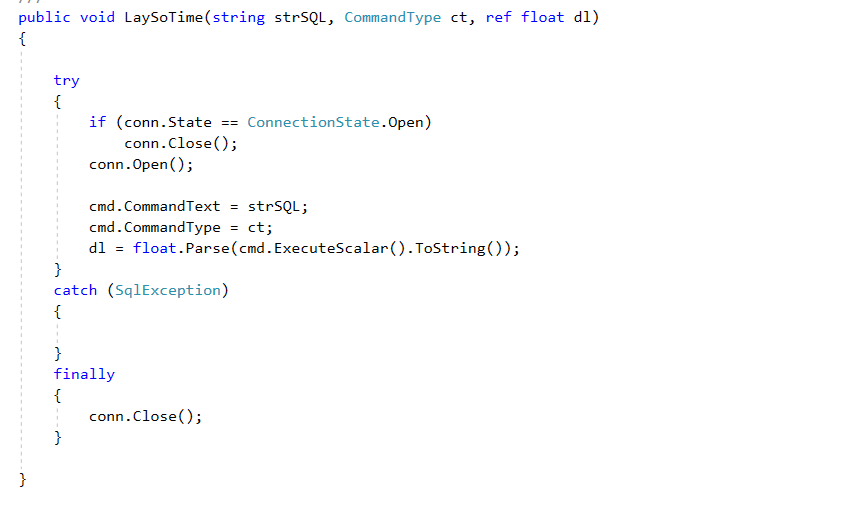 public void LaySoTime(string strSQL, CommandType ct, ref float dl)
{
try
{
if (conn.State == ConnectionState.Open)
conn.Close();
conn.Open();
cmd.CommandText = strSQL;
cmd.CommandType = ct;
dl = float.Parse(cmd.ExecuteScalar().ToString());
}
catch (SqlException)
{
}
finally
{
conn.Close();
}
}